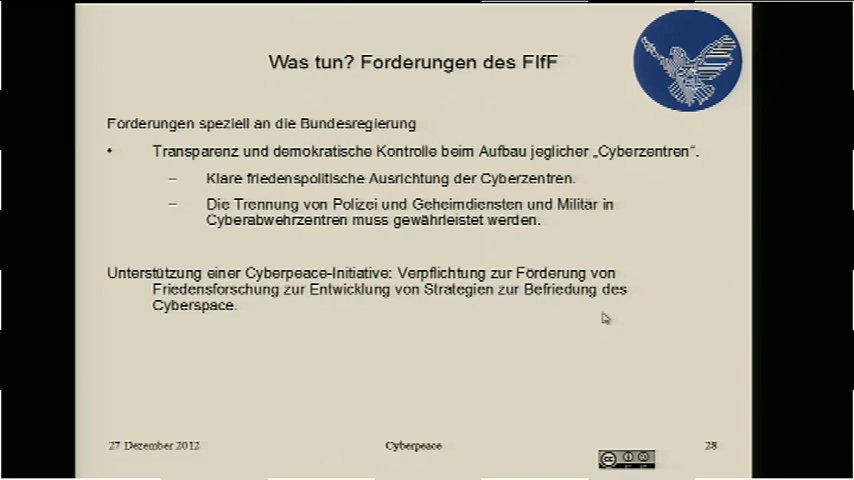 Was tun? Forderungen des FIfF
Forderungen speziell an die Bundesregierung
• Transparenz und demokratische Kontrolle beim Aufbau jeglicher „Cyberzentren“.
– Klare friedenspolitische Ausrichtung der Cyberzentren.
– Die Trennung von Polizei und Geheimdiensten und Militär in
Cyberabwehrzentren muss gewährleistet werden.
Unterstützung einer Cyberpeace-Initiative: Verpflichtung zur Förderung von
Friedensforschung zur Entwicklung von Strategien zur Befriedung des
Cyberspace.
27 Dezember 2012
Cyberpeace
28